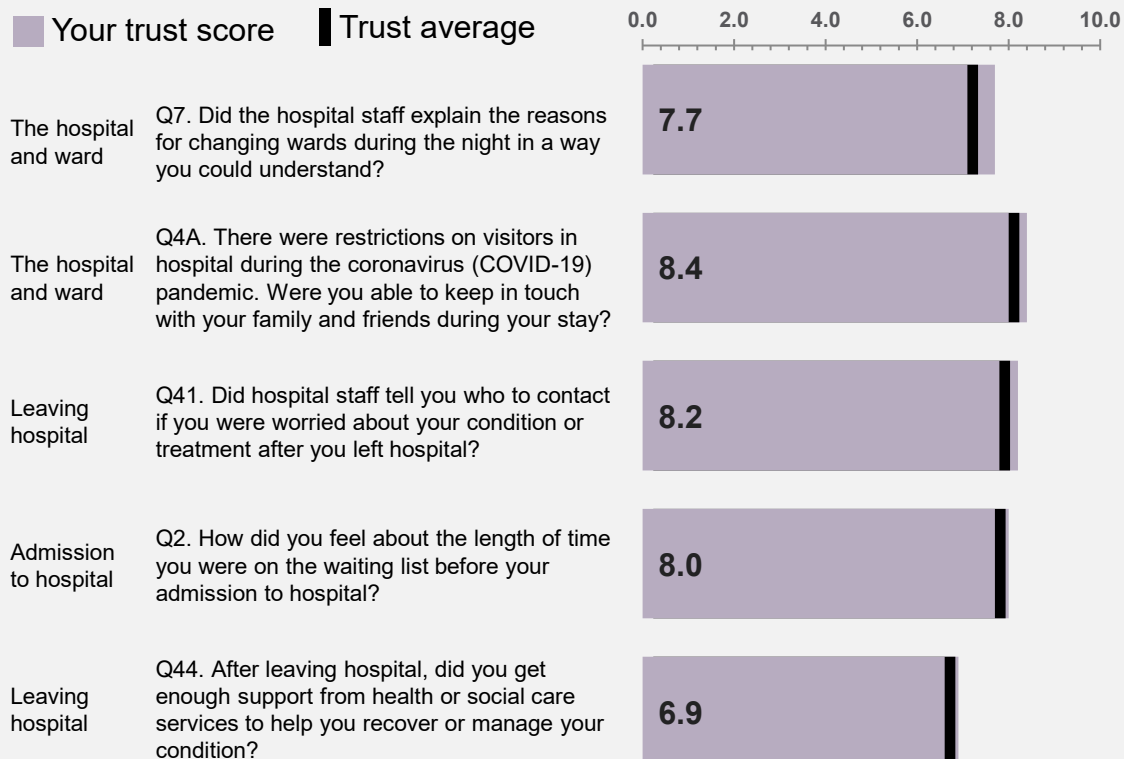 Your trust score
Trust average
0.0 2.0 4.0 6.0 8.0 10.0
The hospital
and ward
Q7. Did the hospital staff explain the reasons
for changing wards during the night in a way
you could understand?
7.7
The hospital
and ward
Q4A. There were restrictions on visitors in
hospital during the coronavirus (COVID-19)
pandemic. Were you able to keep in touch
with your family and friends during your stay?
8.4
Leaving
hospital
Q41. Did hospital staff tell you who to contact
if you were worried about your condition or
treatment after you left hospital?
8.2
Admission
to hospital
Q2. How did you feel about the length of time
you were on the waiting list before your
admission to hospital?
8.0
Leaving
hospital
Q44. After leaving hospital, did you get
enough support from health or social care
services to help you recover or manage your
condition?
6.9